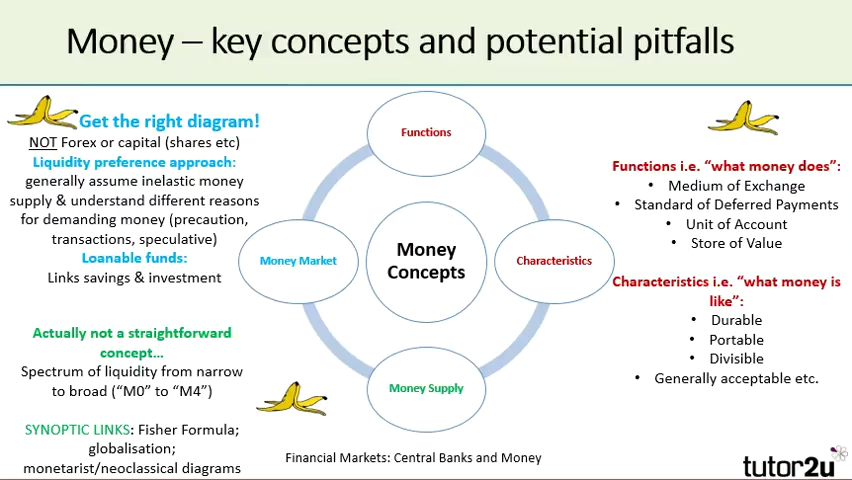 Money – key concepts and potential pitfalls
Get the right diagram!
NOT Forex or capital (shares etc)
Liquidity preference approach:
generally assume inelastic money
supply & understand different reasons
for demanding money (precaution,
transactions, speculative)
Loanable funds:
Links savings & investment
Actually not a straightforward
concept…
Spectrum of liquidity from narrow
to broad (“M0” to “M4”)
SYNOPTIC LINKS: Fisher Formula;
globalisation;
monetarist/neoclassical diagrams
Functions
Money Market
Money
Concepts
Characteristics
Money Supply
Financial Markets: Central Banks and Money
Functions i.e. “what money does”:
• Medium of Exchange
• Standard of Deferred Payments
• Unit of Account
• Store of Value
Characteristics i.e. “what money is
like”:
• Durable
• Portable
• Divisible
• Generally acceptable etc.
tutor2u